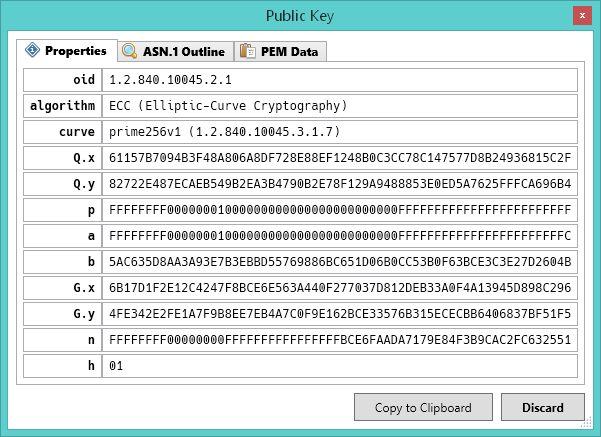 Public Key
x
Properties ASN.1 Outline PEM Data
oid 1.2.840.10045.2.1
algorithm ECC (Elliptic-Curve Cryptography)
curve prime256v1 (1.2.840.10045.3.1.7)
Q.x 61157B7094B3F48A806A8DF728E88EF1248B0C3CC78C147577D8B24936815C2F
Q.y 82722E487ECAEB549B2EA3B4790B2E78F129A9488853E0ED5A7625FFFCA696B4
p FFFFFFFF00000001000000000000000000000000FFFFFFFFFFFFFFFFFFFFFFFF
a FFFFFFFF00000001000000000000000000000000FFFFFFFFFFFFFFFFFFFFFFFC
b 5AC635D8AA3A93E7B3EBBD55769886BC651D06B0CC53B0F63BCE3C3E27D2604B
G.x 6B17D1F2E12C4247F8BCE6E563A440F277037D812DEB33A0F4A13945D898C296
G.y 4FE342E2FE1A7F9B8EE7EB4A7C0F9E162BCE33576B315ECECBB6406837BF51F5
n FFFFFFFF00000000FFFFFFFFFFFFFFFFBCE6FAADA7179E84F3B9CAC2FC632551
h 01
Copy to Clipboard Discard